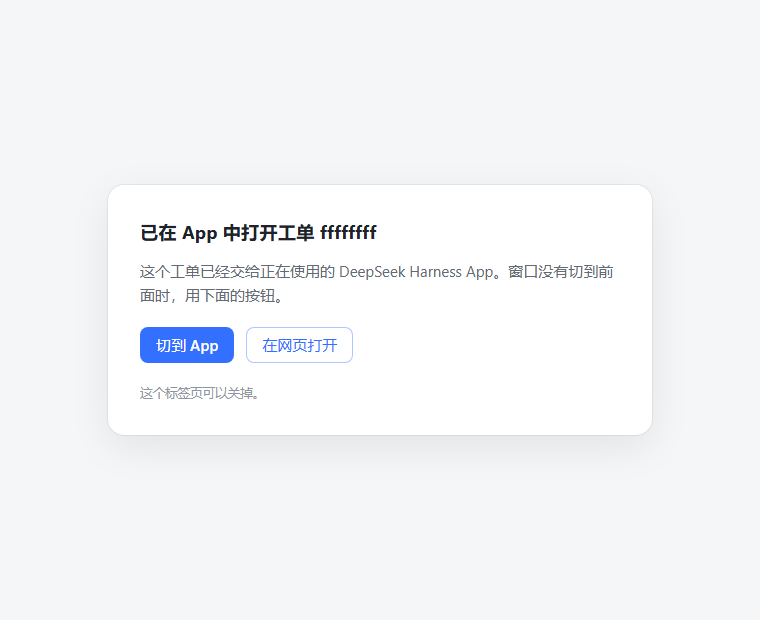 已在 App 中打开工单 ffffffff
这个工单已经交给正在使用的 DeepSeek Harness App。窗口没有切到前
面时，用下面的按钮。
切到 App
在网页打开
这个标签页可以关掉。